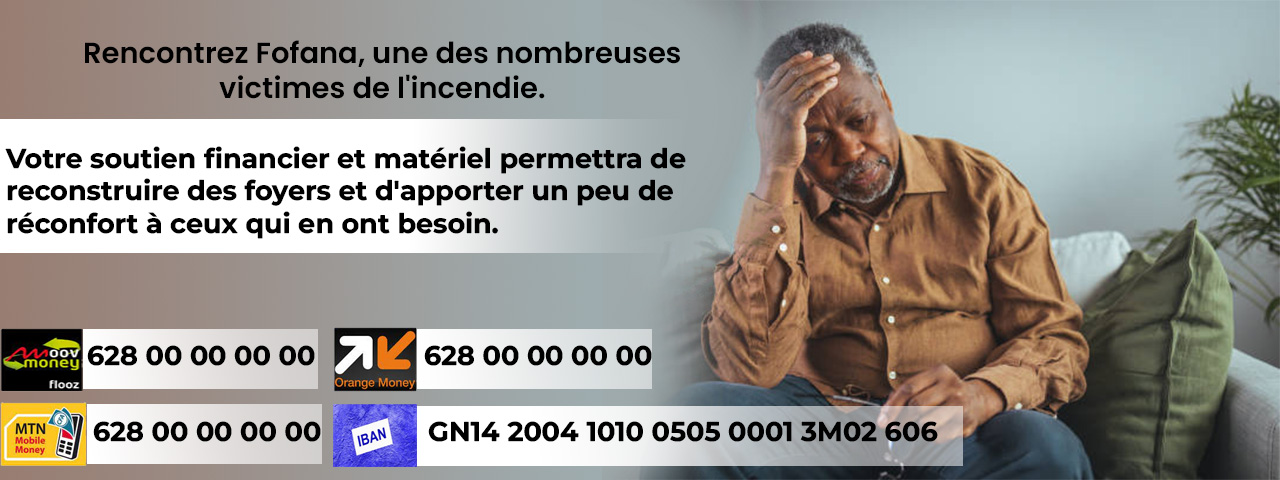 Rencontrez Fofana, une des nombreuses
victimes de l'incendie.
Votre soutien financier et matériel permettra de
reconstruire des foyers et d'apporter un peu de
réconfort à ceux qui en ont besoin.
Moov
money
flooz
628 00 00 00 00
Orange Money
628 00 00 00 00
MTN
Mobile
Money
628 00 00 00 00
IBAN
GN14 2004 1010 0505 0001 3M02 606